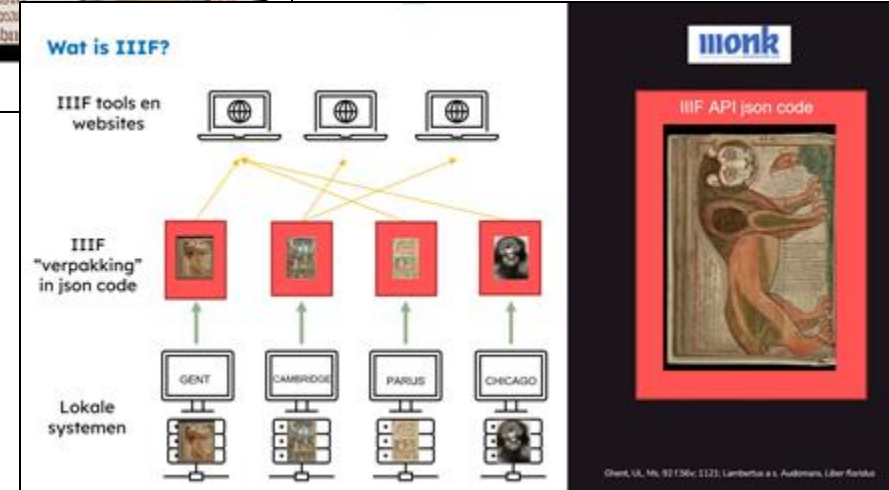 Wat is IIIF?
IIIF tools en
websites
IIIF
“verpakking”
in json code
GENT
CAMBRIDGE
PARIJS
CHICAGO
Lokale
systemen
monk
IIIF API json code
Ghent, UL, Ms. 92 f.56v; 1121; Lambertus a s. Audomaro, Liber floridus